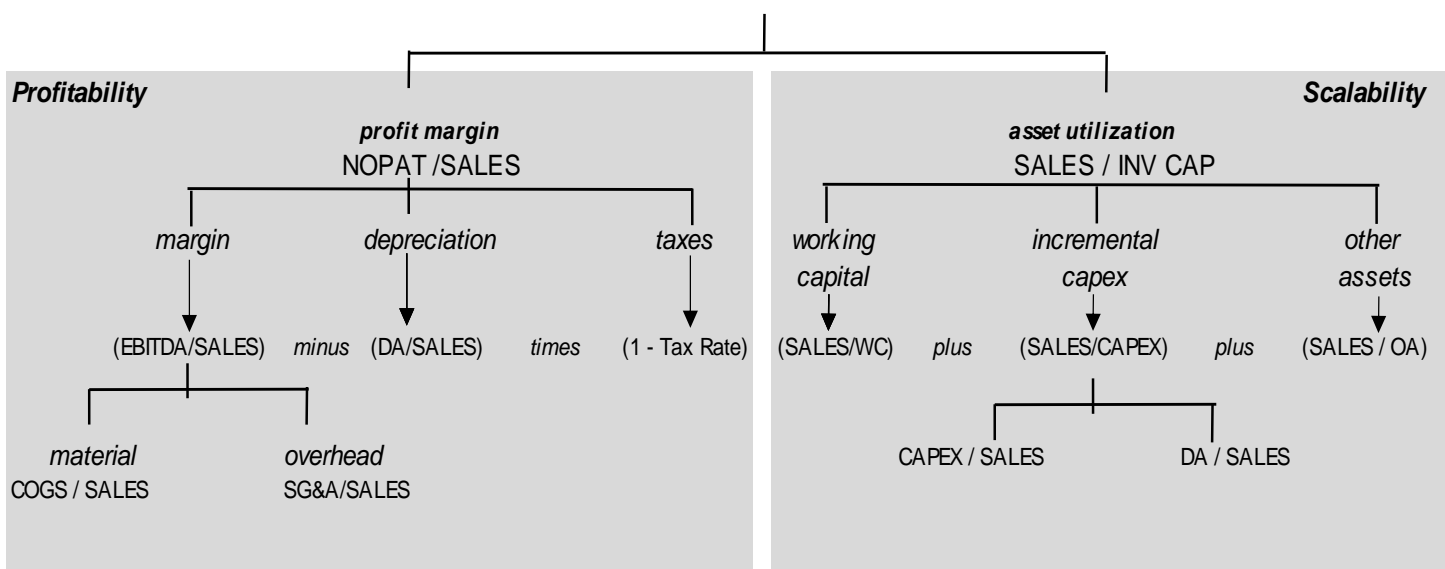 Profitability
Scalability
profit margin
NOPAT /SALES
asset utilization
SALES / INV CAP
margin
depreciation
taxes
working
capital
incremental
capex
other
assets
(EBITDA/SALES) minus (DA/SALES) times (1 - Tax Rate)
(SALES/WC) plus (SALES/CAPEX) plus (SALES / OA)
material
COGS / SALES
overhead
SG&A/SALES
CAPEX / SALES
DA / SALES